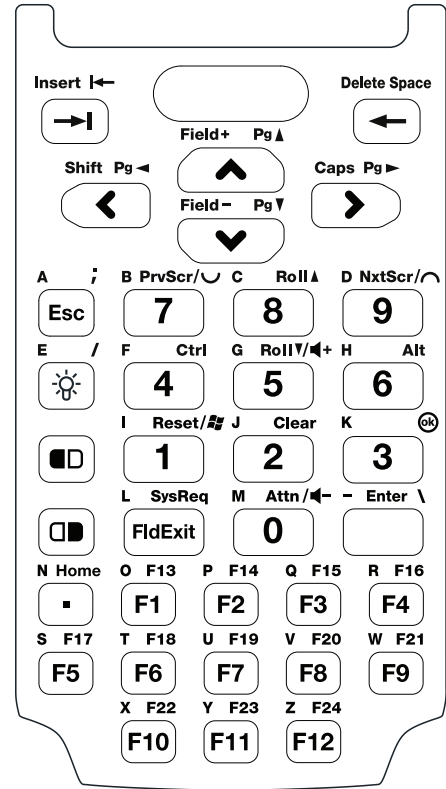 Insert Delete Space
Field+ Pg▲
Shift Pg◄ Caps Pg►
Field- Pg▼
A ; B PrvScr/ C Roll▲ D NxtScr/
Esc 7 8 9
E / F Ctrl G Roll▼/+ H Alt
4 5 6
I Reset/ J Clear K ok
1 2 3
L SysReq M Attn/- - Enter \
FldExit 0
N Home O F13 P F14 Q F15 R F16
. F1 F2 F3 F4
S F17 T F18 U F19 V F20 W F21
F5 F6 F7 F8 F9
X F22 Y F23 Z F24
F10 F11 F12